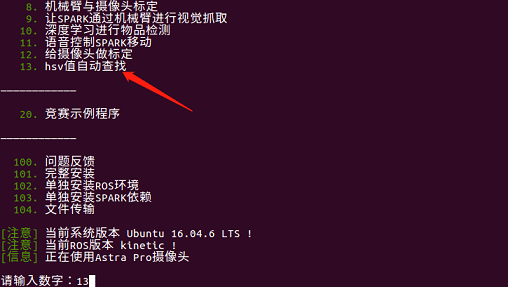 8. 机械臂与摄像头标定
9. 让SPARK通过机械臂进行视觉抓取
10. 深度学习进行物品检测
11. 语音控制SPARK移动
12. 给摄像头做标定
13. hsv值自动查找
————————————
20. 竞赛示例程序
————————————
100. 问题反馈
101. 完整安装
102. 单独安装ROS环境
103. 单独安装SPARK依赖
104. 文件传输
[注意] 当前系统版本 Ubuntu 16.04.6 LTS !
[注意] 当前ROS版本 kinetic !
[信息] 正在使用Astra Pro摄像头
请输入数字：13